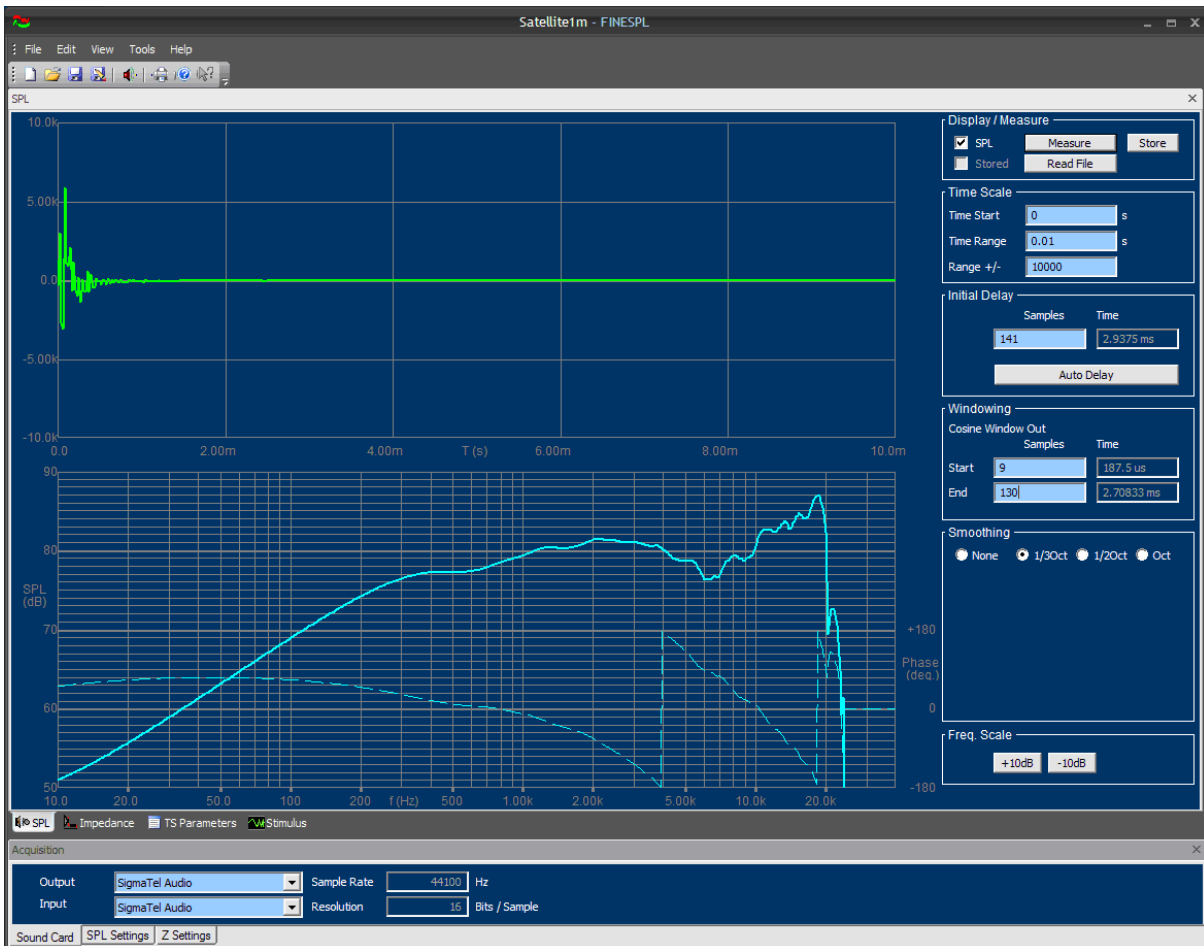 Satellite1m - FINESPL
File Edit View Tools Help
SPL
10.0k
5.00k
0.0
-5.00k
-10.0k
0.0 2.00m 4.00m T (s) 6.00m 8.00m 10.0m
90
80
SPL
(dB)
70
60
50
+180
Phase
(deg.)
0
-180
10.0 20.0 50.0 100 200 f (Hz) 500 1.00k 2.00k 5.00k 10.0k 20.0k
Display / Measure
SPL Measure Store
Stored Read File
Time Scale
Time Start 0 s
Time Range 0.01 s
Range +/- 10000
Initial Delay
Samples Time
141 2.9375 ms
Auto Delay
Windowing
Cosine Window Out
Samples Time
Start 9 187.5 us
End 130 2.70833 ms
Smoothing
None 1/3Oct 1/2Oct Oct
Freq. Scale
+10dB -10dB
SPL Impedance TS Parameters Stimulus
Acquisition
Output SigmaTel Audio Sample Rate 44100 Hz
Input SigmaTel Audio Resolution 16 Bits / Sample
Sound Card SPL Settings Z Settings